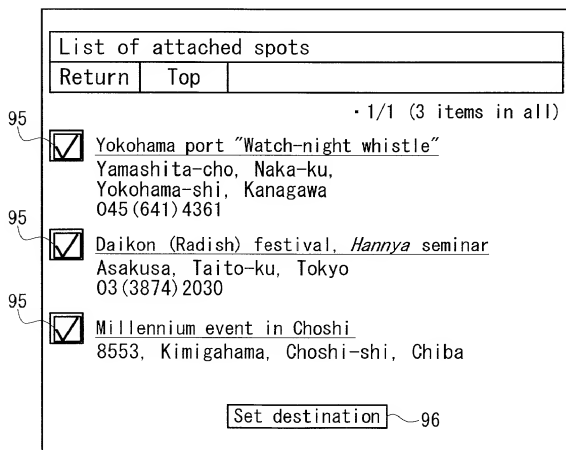 List of attached spots
Return Top
・1/1 (3 items in all)
95
Yokohama port "Watch-night whistle"
Yamashita-cho, Naka-ku,
Yokohama-shi, Kanagawa
045(641)4361
95
Daikon (Radish) festival, Hannya seminar
Asakusa, Taito-ku, Tokyo
03(3874)2030
95
Millennium event in Choshi
8553, Kimigahama, Choshi-shi, Chiba
Set destination 96